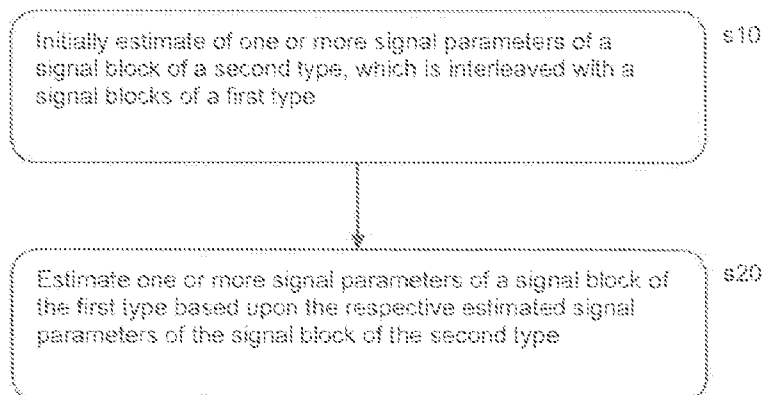 Initially estimate of one or more signal parameters of a
signal block of a second type, which is interleaved with a
signal blocks of a first type
s10
Estimate one or more signal parameters of a signal block of
the first type based upon the respective estimated signal
parameters of the signal block of the second type
s20